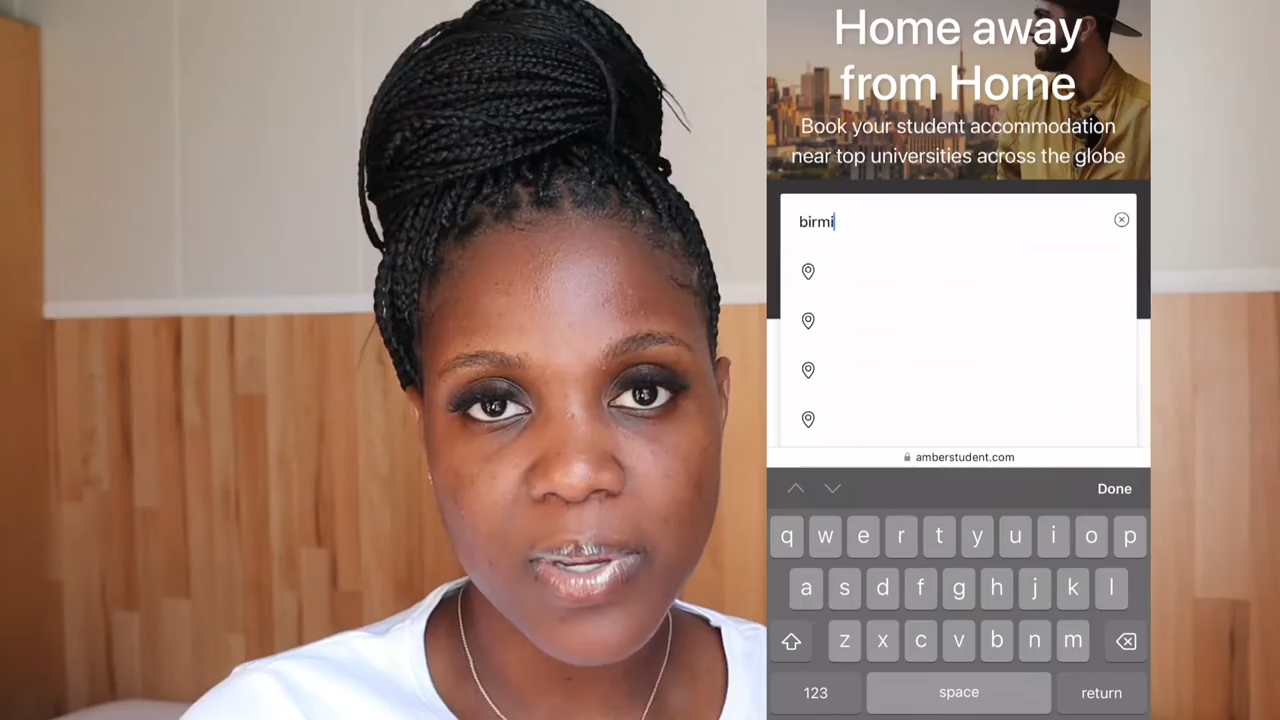 Home away
from Home
Book your student accommodation
near top universities across the globe
birmi
amberstudent.com
Done
q w e r t y u i o p
a s d f g h j k l
z x c v b n m
123 space return